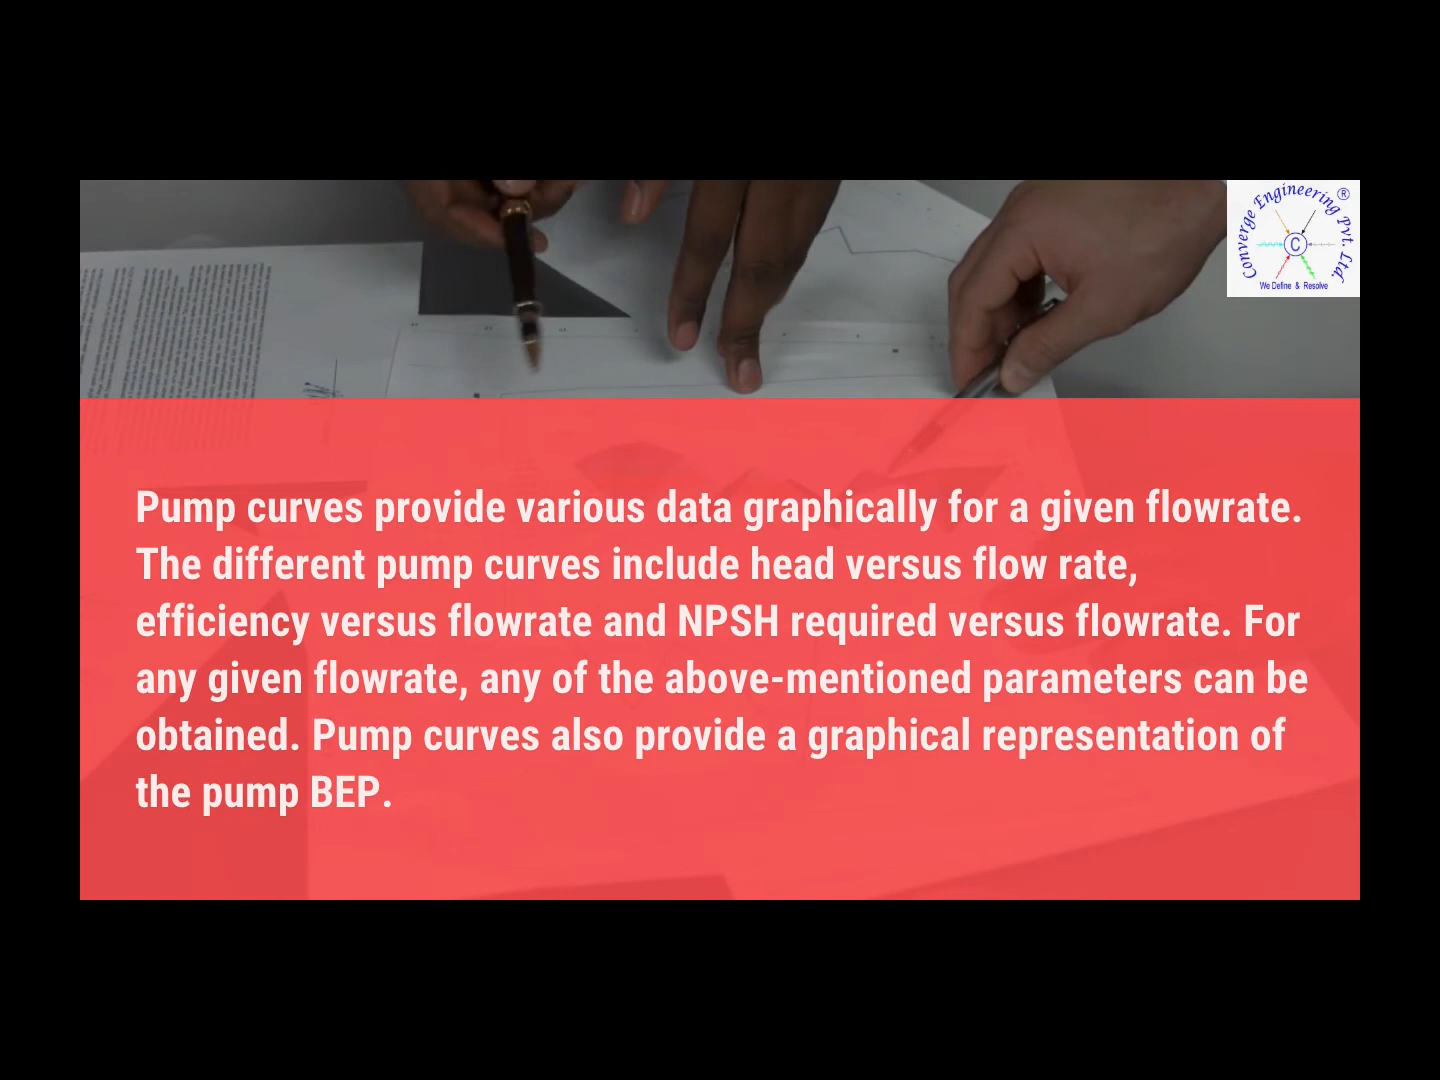 Converge Engineering Pvt. Ltd.
®
C
We Define & Resolve
Pump curves provide various data graphically for a given flowrate.
The different pump curves include head versus flow rate,
efficiency versus flowrate and NPSH required versus flowrate. For
any given flowrate, any of the above-mentioned parameters can be
obtained. Pump curves also provide a graphical representation of
the pump BEP.